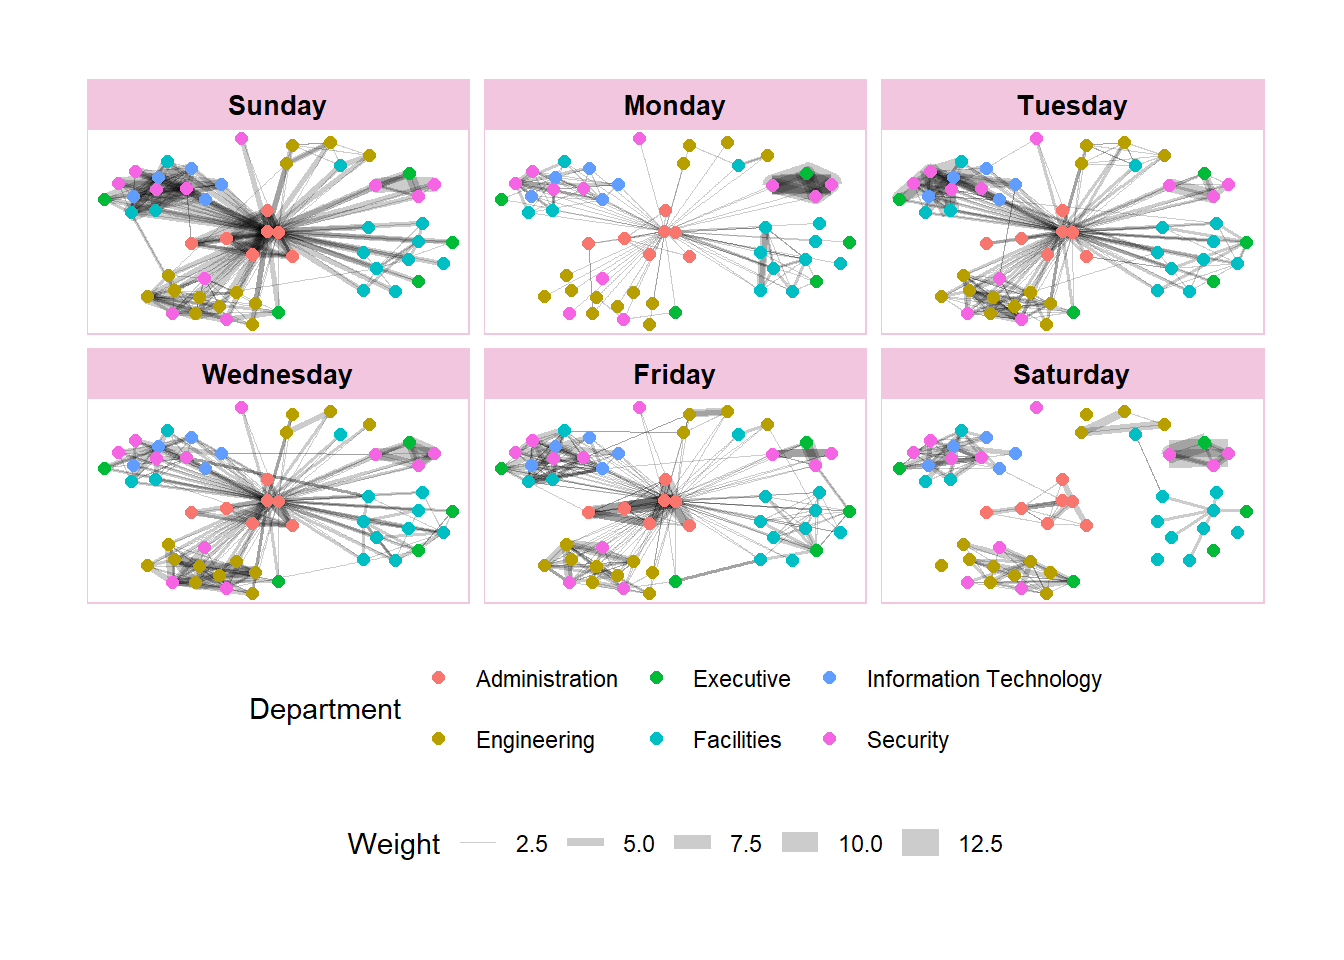 Sunday Monday Tuesday
Wednesday Friday Saturday
Department
Administration Executive Information Technology
Engineering Facilities Security
Weight 2.5 5.0 7.5 10.0 12.5